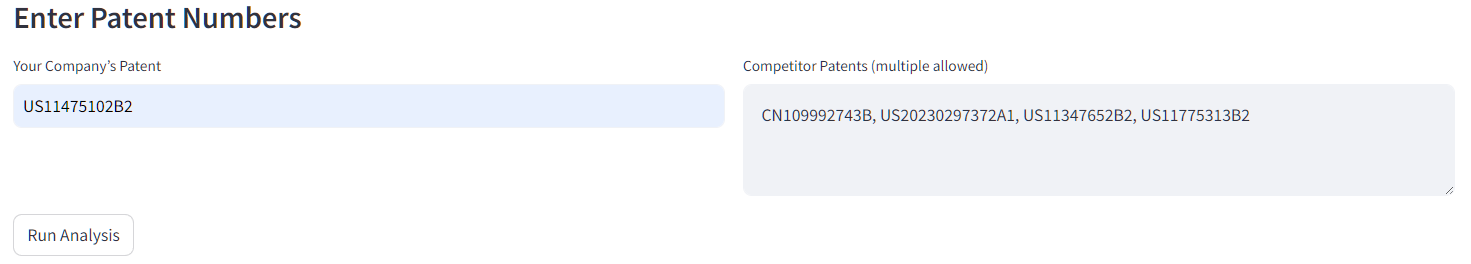 Enter Patent Numbers
Your Company’s Patent
US11475102B2
Competitor Patents (multiple allowed)
CN109992743B, US20230297372A1, US11347652B2, US11775313B2
Run Analysis